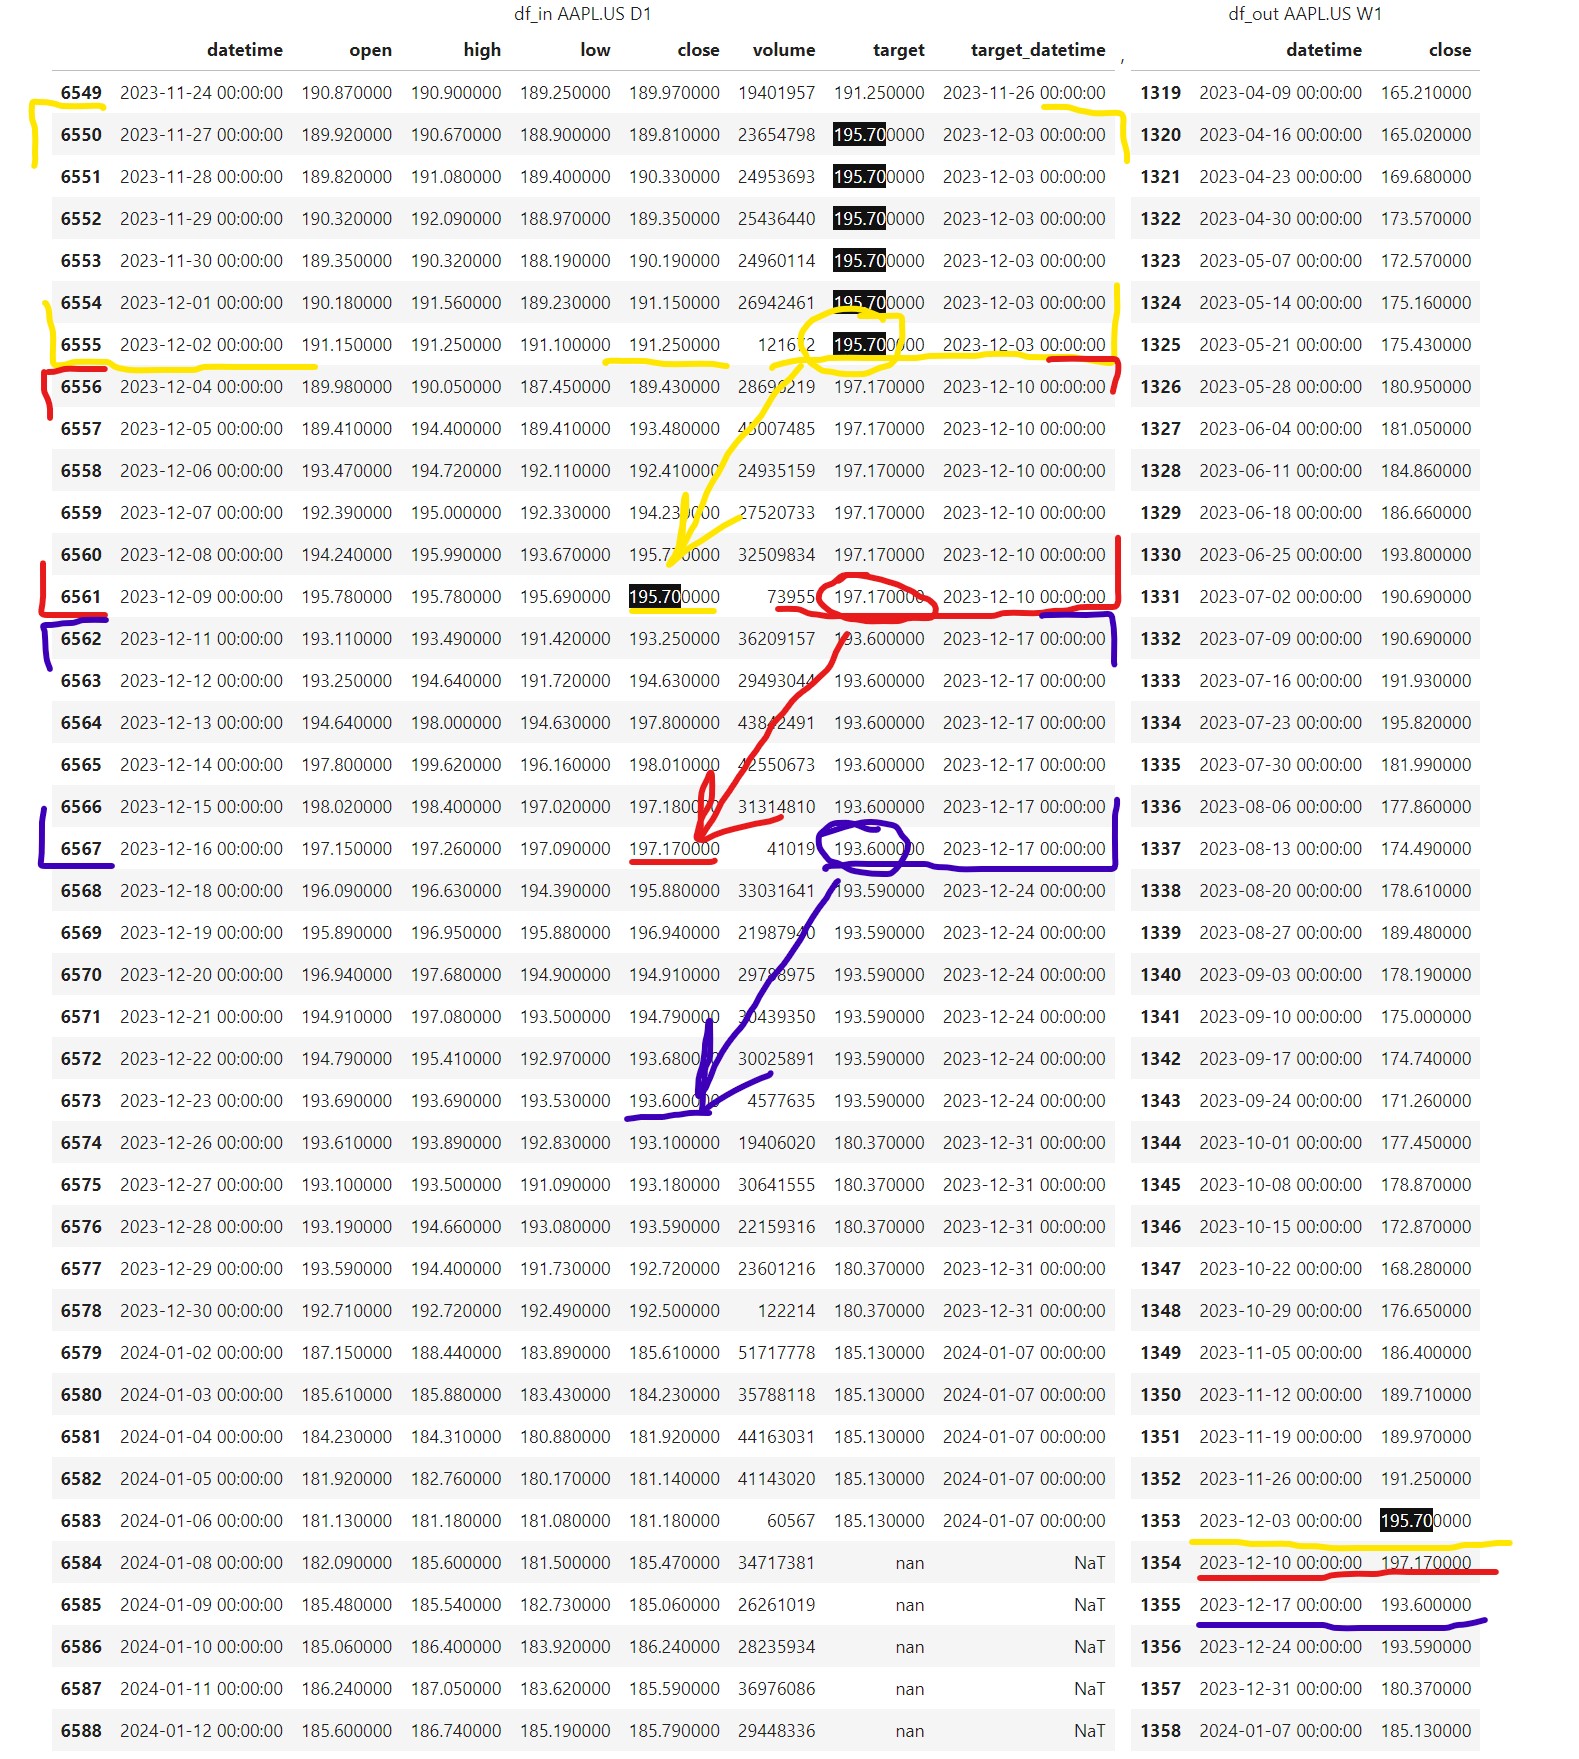 df_in AAPL.US D1 df_out AAPL.US W1
datetime open high low close volume target target_datetime , datetime close
6549 2023-11-24 00:00:00 190.870000 190.900000 189.250000 189.970000 19401957 191.250000 2023-11-26 00:00:00 1319 2023-04-09 00:00:00 165.210000
6550 2023-11-27 00:00:00 189.920000 190.670000 188.900000 189.810000 23654798 195.700000 2023-12-03 00:00:00 1320 2023-04-16 00:00:00 165.020000
6551 2023-11-28 00:00:00 189.820000 191.080000 189.400000 190.330000 24953693 195.700000 2023-12-03 00:00:00 1321 2023-04-23 00:00:00 169.680000
6552 2023-11-29 00:00:00 190.320000 192.090000 188.970000 189.350000 25436440 195.700000 2023-12-03 00:00:00 1322 2023-04-30 00:00:00 173.570000
6553 2023-11-30 00:00:00 189.350000 190.320000 188.190000 190.190000 24960114 195.700000 2023-12-03 00:00:00 1323 2023-05-07 00:00:00 172.570000
6554 2023-12-01 00:00:00 190.180000 191.560000 189.230000 191.150000 26942461 195.700000 2023-12-03 00:00:00 1324 2023-05-14 00:00:00 175.160000
6555 2023-12-02 00:00:00 191.150000 191.250000 191.100000 191.250000 195.700000 2023-12-03 00:00:00 1325 2023-05-21 00:00:00 175.430000
6556 2023-12-04 00:00:00 189.980000 190.050000 187.450000 189.430000 197.170000 2023-12-10 00:00:00 1326 2023-05-28 00:00:00 180.950000
6557 2023-12-05 00:00:00 189.410000 194.400000 189.410000 193.480000 197.170000 2023-12-10 00:00:00 1327 2023-06-04 00:00:00 181.050000
6558 2023-12-06 00:00:00 193.470000 194.720000 192.110000 192.410000 24935159 197.170000 2023-12-10 00:00:00 1328 2023-06-11 00:00:00 184.860000
6559 2023-12-07 00:00:00 192.390000 195.000000 192.330000 194.230000 27520733 197.170000 2023-12-10 00:00:00 1329 2023-06-18 00:00:00 186.660000
6560 2023-12-08 00:00:00 194.240000 195.990000 193.670000 32509834 197.170000 2023-12-10 00:00:00 1330 2023-06-25 00:00:00 193.800000
6561 2023-12-09 00:00:00 195.780000 195.780000 195.690000 195.700000 73955 197.170000 2023-12-10 00:00:00 1331 2023-07-02 00:00:00 190.690000
6562 2023-12-11 00:00:00 193.110000 193.490000 191.420000 193.250000 36209157 193.600000 2023-12-17 00:00:00 1332 2023-07-09 00:00:00 190.690000
6563 2023-12-12 00:00:00 193.250000 194.640000 191.720000 194.630000 29493044 193.600000 2023-12-17 00:00:00 1333 2023-07-16 00:00:00 191.930000
6564 2023-12-13 00:00:00 194.640000 198.000000 194.630000 197.800000 193.600000 2023-12-17 00:00:00 1334 2023-07-23 00:00:00 195.820000
6565 2023-12-14 00:00:00 197.800000 199.620000 196.160000 198.010000 42550673 193.600000 2023-12-17 00:00:00 1335 2023-07-30 00:00:00 181.990000
6566 2023-12-15 00:00:00 198.020000 198.400000 197.020000 197.180000 31314810 193.600000 2023-12-17 00:00:00 1336 2023-08-06 00:00:00 177.860000
6567 2023-12-16 00:00:00 197.150000 197.260000 197.090000 197.170000 41019 193.600000 2023-12-17 00:00:00 1337 2023-08-13 00:00:00 174.490000
6568 2023-12-18 00:00:00 196.090000 196.630000 194.390000 195.880000 33031641 193.590000 2023-12-24 00:00:00 1338 2023-08-20 00:00:00 178.610000
6569 2023-12-19 00:00:00 195.890000 196.950000 195.880000 196.940000 21987940 193.590000 2023-12-24 00:00:00 1339 2023-08-27 00:00:00 189.480000
6570 2023-12-20 00:00:00 196.940000 197.680000 194.900000 194.910000 193.590000 2023-12-24 00:00:00 1340 2023-09-03 00:00:00 178.190000
6571 2023-12-21 00:00:00 194.910000 197.080000 193.500000 194.790000 30439350 193.590000 2023-12-24 00:00:00 1341 2023-09-10 00:00:00 175.000000
6572 2023-12-22 00:00:00 194.790000 195.410000 192.970000 193.680000 30025891 193.590000 2023-12-24 00:00:00 1342 2023-09-17 00:00:00 174.740000
6573 2023-12-23 00:00:00 193.690000 193.690000 193.530000 193.600000 4577635 193.590000 2023-12-24 00:00:00 1343 2023-09-24 00:00:00 171.260000
6574 2023-12-26 00:00:00 193.610000 193.890000 192.830000 193.100000 19406020 180.370000 2023-12-31 00:00:00 1344 2023-10-01 00:00:00 177.450000
6575 2023-12-27 00:00:00 193.100000 193.500000 191.090000 193.180000 30641555 180.370000 2023-12-31 00:00:00 1345 2023-10-08 00:00:00 178.870000
6576 2023-12-28 00:00:00 193.190000 194.660000 193.080000 193.590000 22159316 180.370000 2023-12-31 00:00:00 1346 2023-10-15 00:00:00 172.870000
6577 2023-12-29 00:00:00 193.590000 194.400000 191.730000 192.720000 23601216 180.370000 2023-12-31 00:00:00 1347 2023-10-22 00:00:00 168.280000
6578 2023-12-30 00:00:00 192.710000 192.720000 192.490000 192.500000 122214 180.370000 2023-12-31 00:00:00 1348 2023-10-29 00:00:00 176.650000
6579 2024-01-02 00:00:00 187.150000 188.440000 183.890000 185.610000 51717778 185.130000 2024-01-07 00:00:00 1349 2023-11-05 00:00:00 186.400000
6580 2024-01-03 00:00:00 185.610000 185.880000 183.430000 184.230000 35788118 185.130000 2024-01-07 00:00:00 1350 2023-11-12 00:00:00 189.710000
6581 2024-01-04 00:00:00 184.230000 184.310000 180.880000 181.920000 44163031 185.130000 2024-01-07 00:00:00 1351 2023-11-19 00:00:00 189.970000
6582 2024-01-05 00:00:00 181.920000 182.760000 180.170000 181.140000 41143020 185.130000 2024-01-07 00:00:00 1352 2023-11-26 00:00:00 191.250000
6583 2024-01-06 00:00:00 181.130000 181.180000 181.080000 181.180000 60567 185.130000 2024-01-07 00:00:00 1353 2023-12-03 00:00:00 195.700000
6584 2024-01-08 00:00:00 182.090000 185.600000 181.500000 185.470000 34717381 nan NaT 1354 2023-12-10 00:00:00 197.170000
6585 2024-01-09 00:00:00 185.480000 185.540000 182.730000 185.060000 26261019 nan NaT 1355 2023-12-17 00:00:00 193.600000
6586 2024-01-10 00:00:00 185.060000 186.400000 183.920000 186.240000 28235934 nan NaT 1356 2023-12-24 00:00:00 193.590000
6587 2024-01-11 00:00:00 186.240000 187.050000 183.620000 185.590000 36976086 nan NaT 1357 2023-12-31 00:00:00 180.370000
6588 2024-01-12 00:00:00 185.600000 186.740000 185.190000 185.790000 29448336 nan NaT 1358 2024-01-07 00:00:00 185.130000